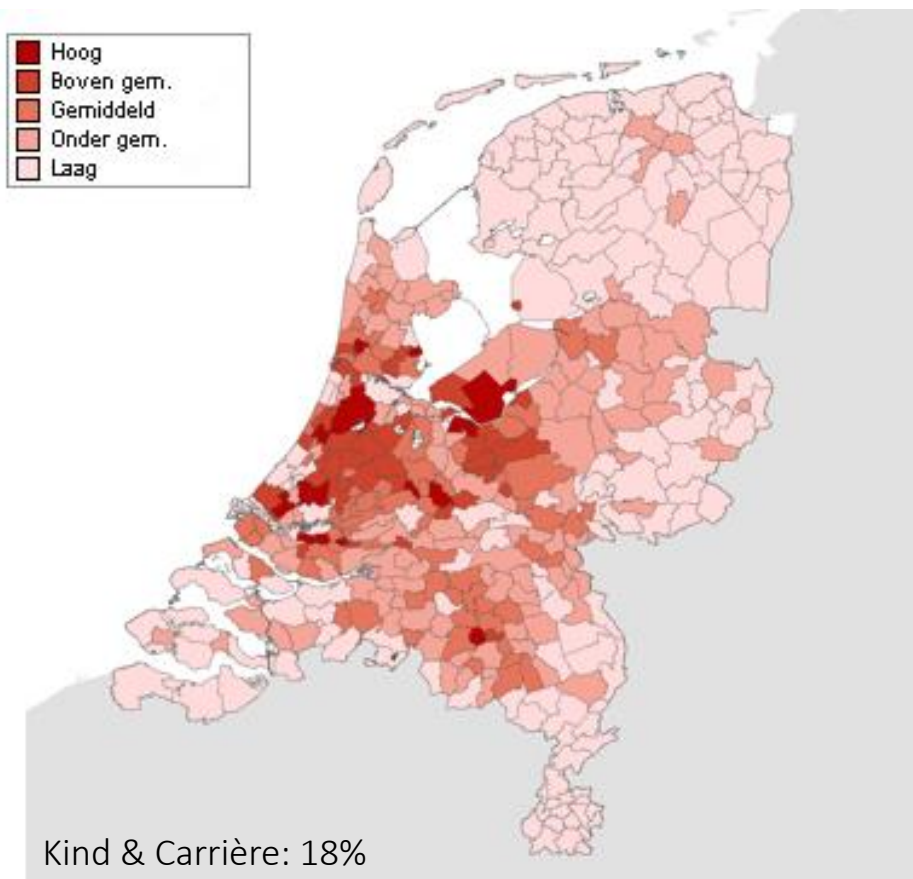 Hoog
Boven gem.
Gemiddeld
Onder gem.
Laag
Kind & Carrière: 18%